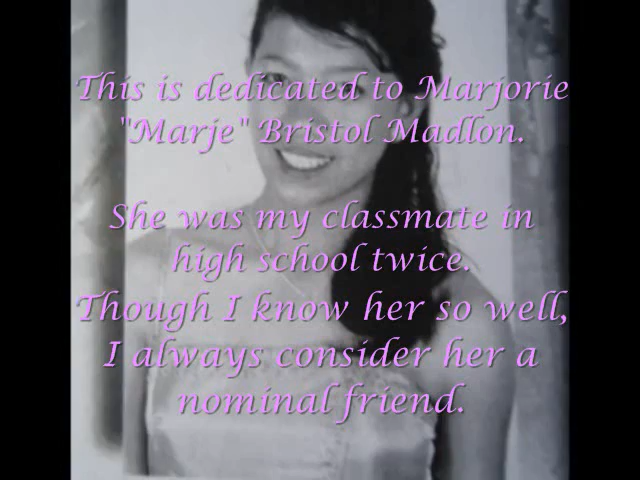 This is dedicated to Marjorie
"Marje" Bristol Madlon.
She was my classmate in
high school twice.
Though I know her so well,
I always consider her a
nominal friend.